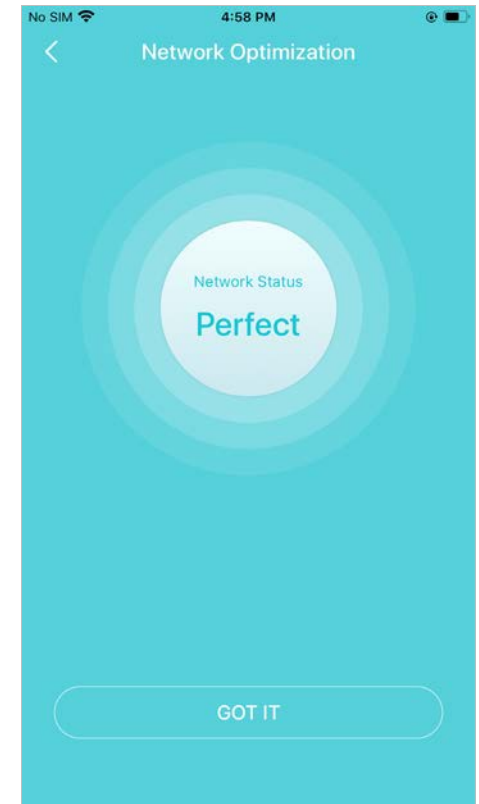 No SIM 4:58 PM
Network Optimization
Network Status
Perfect
GOT IT